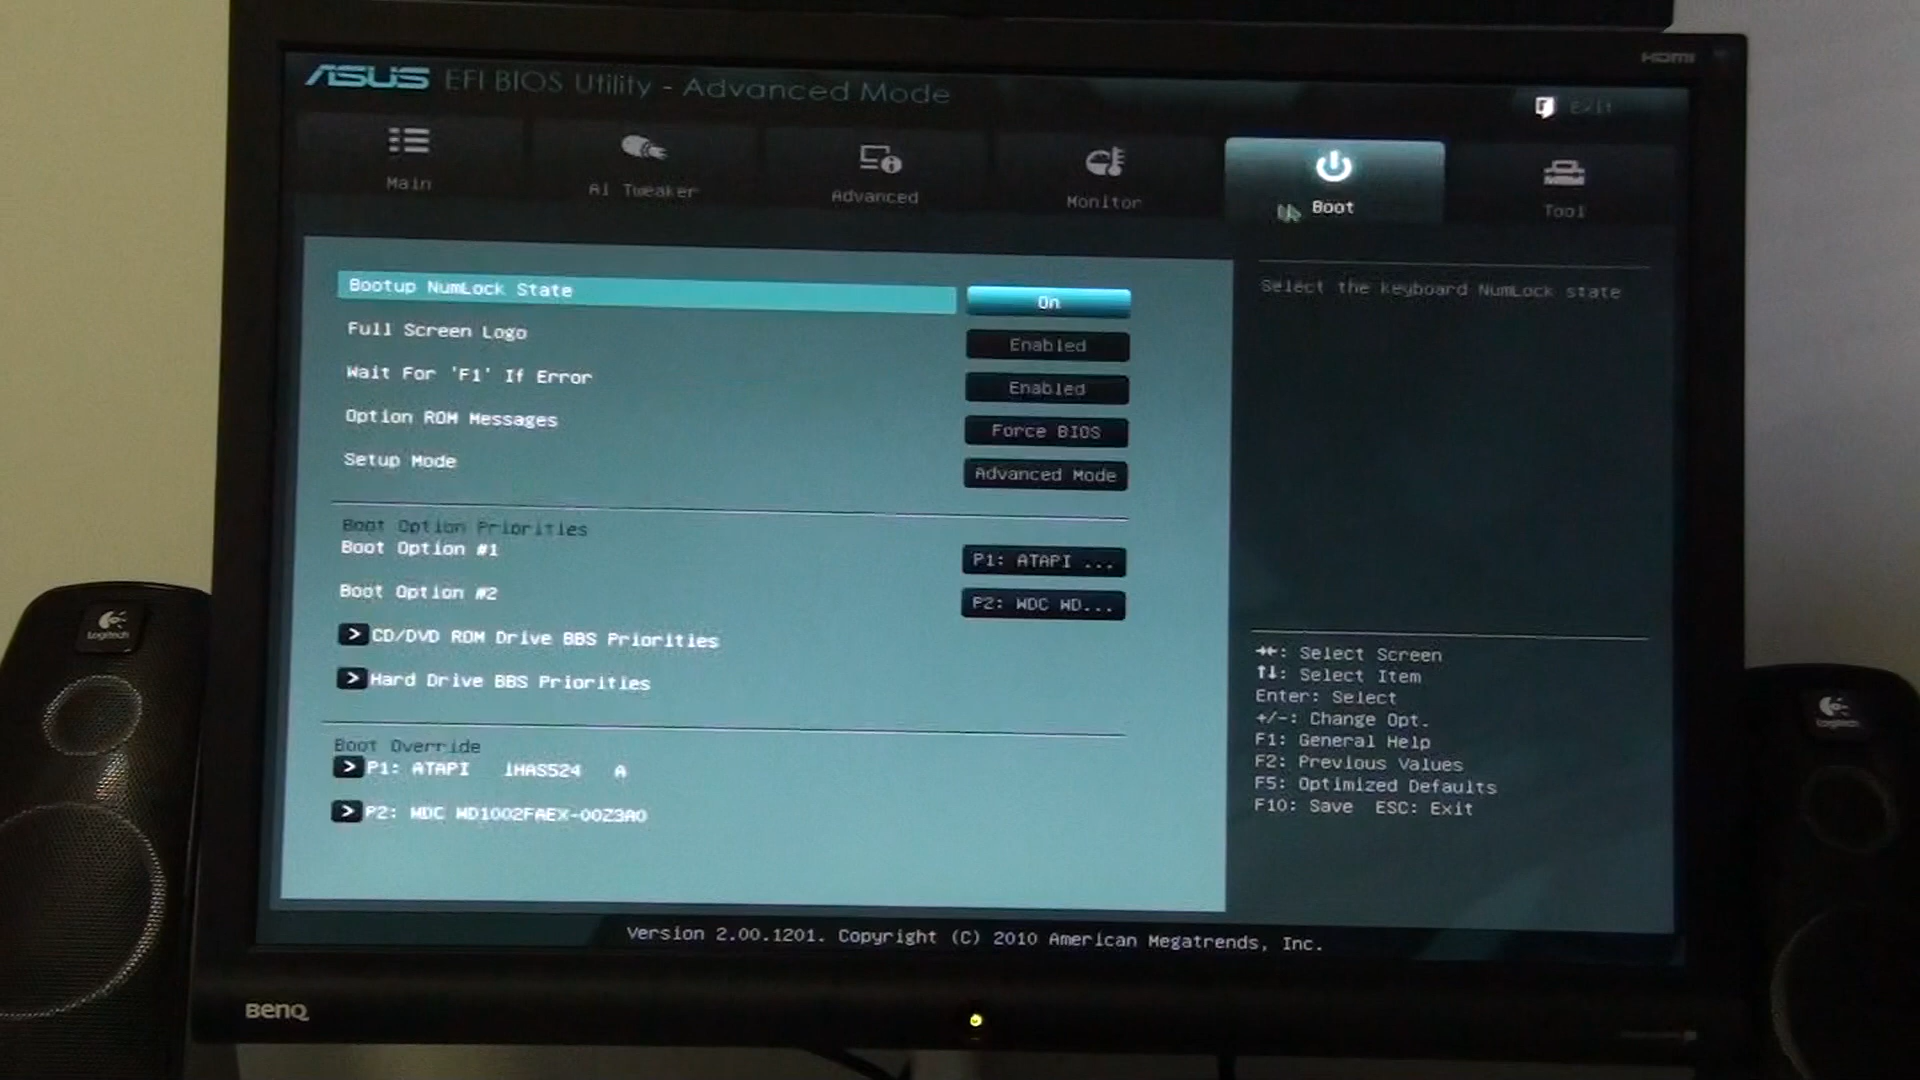 HDMI
ASUS EFI BIOS Utility - Advanced Mode
Exit
Main
Ai Tweaker
Advanced
Monitor
Boot
Tool
Bootup NumLock State On
Full Screen Logo Enabled
Wait For 'F1' If Error Enabled
Option ROM Messages Force BIOS
Setup Mode Advanced Mode
Boot Option Priorities
Boot Option #1 P1: ATAPI ...
Boot Option #2 P2: WDC WD...
> CD/DVD ROM Drive BBS Priorities
> Hard Drive BBS Priorities
Boot Override
> P1: ATAPI iHAS524 A
> P2: WDC WD1002FAEX-00Z3A0
Select the keyboard NumLock state
→←: Select Screen
↑↓: Select Item
Enter: Select
+/-: Change Opt.
F1: General Help
F2: Previous Values
F5: Optimized Defaults
F10: Save ESC: Exit
Version 2.00.1201. Copyright (C) 2010 American Megatrends, Inc.
BenQ
Logitech
Logitech